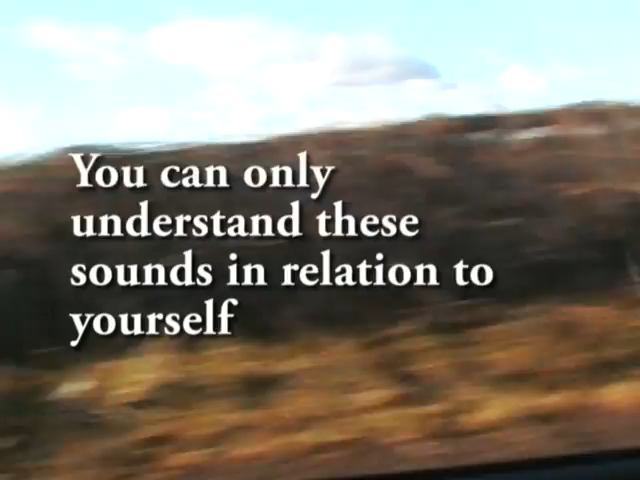 You can only
understand these
sounds in relation to
yourself